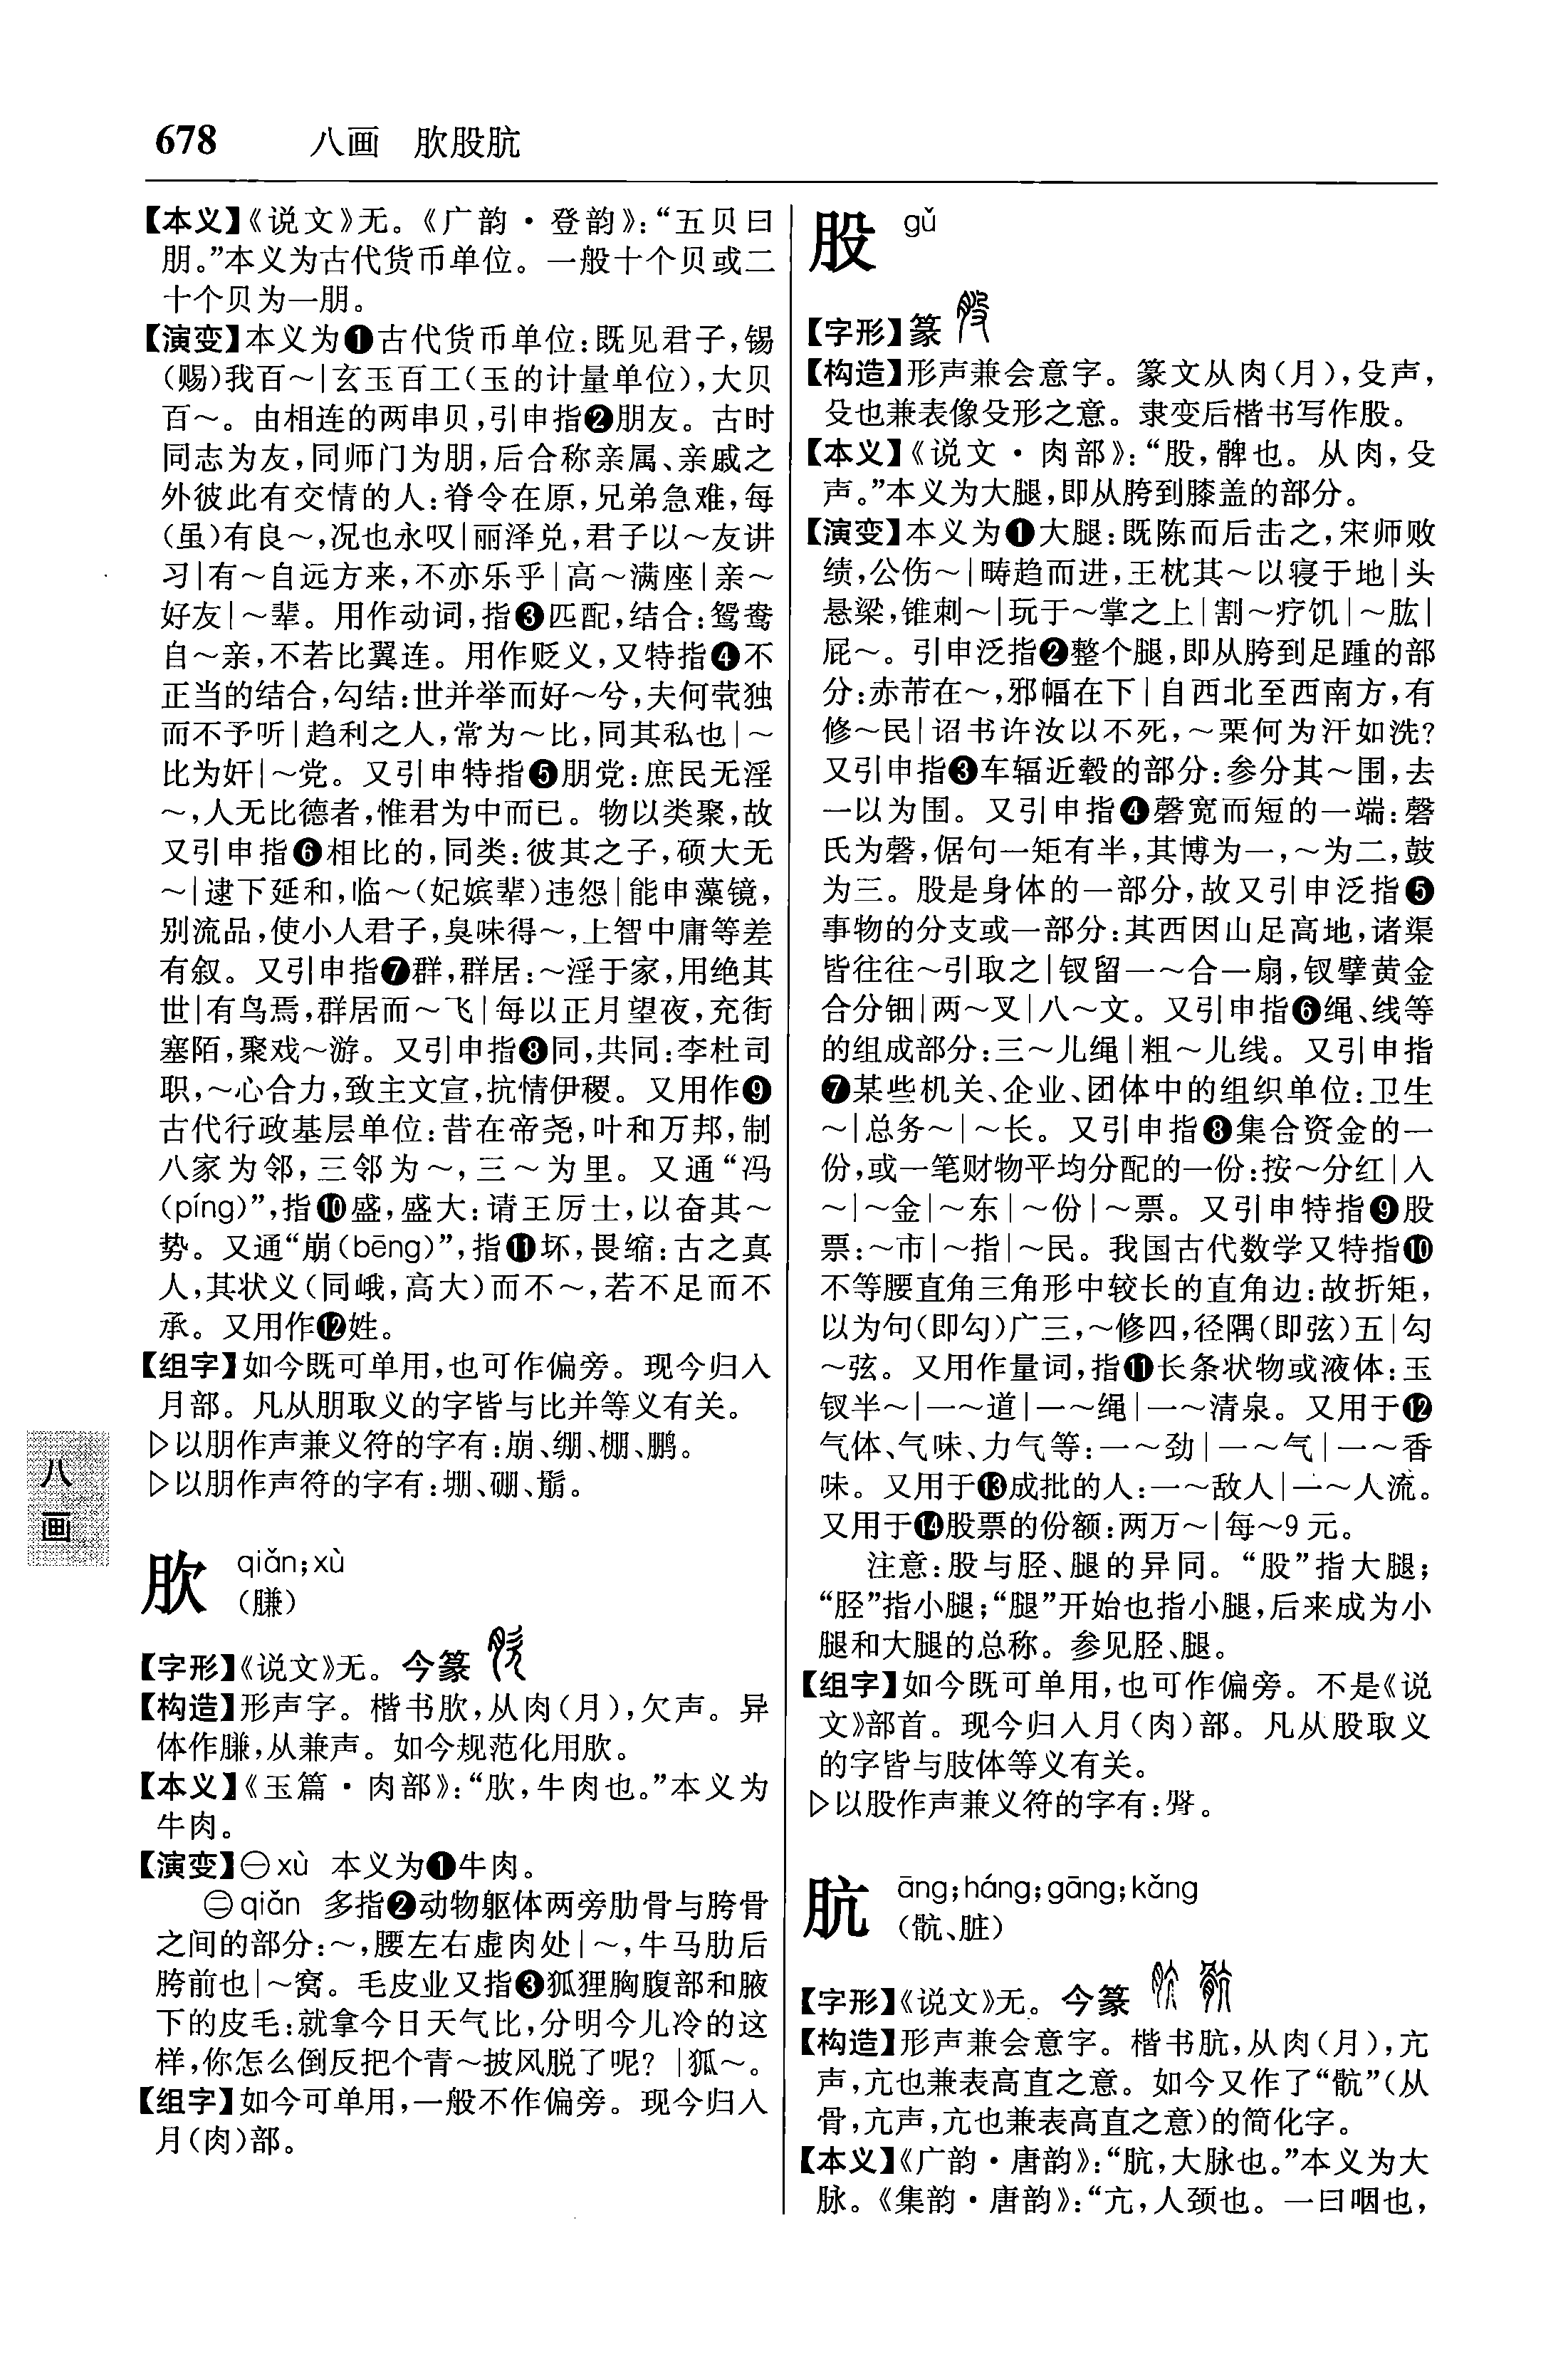 678 八画 肷股肮
【本义】《说文》无。《广韵·登韵》：“五贝曰
朋。”本义为古代货币单位。一般十个贝或二
十个贝为一朋。
【演变】本义为❶古代货币单位：既见君子，锡
（赐）我百～|玄玉百工（玉的计量单位），大贝
百～。由相连的两串贝，引申指❷朋友。古时
同志为友，同师门为朋，后合称亲属、亲戚之
外彼此有交情的人：脊令在原，兄弟急难，每
（虽）有良～，况也永叹|丽泽兑，君子以～友讲
习|有～自远方来，不亦乐乎|高～满座|亲～
好友|～辈。用作动词，指❸匹配，结合：鸳鸯
自～亲，不若比翼连。用作贬义，又特指❹不
正当的结合，勾结：世并举而好～兮，夫何茕独
而不予听|趋利之人，常为～比，同其私也|～
比为奸|～党。又引申特指❺朋党：庶民无淫
～，人无比德者，惟君为中而已。物以类聚，故
又引申指❻相比的，同类：彼其之子，硕大无
～|逮下延和，临～（妃嫔辈）违怨|能申藻镜，
别流品，使小人君子，臭味得～，上智中庸等差
有叙。又引申指❼群，群居：～淫于家，用绝其
世|有鸟焉，群居而～飞|每以正月望夜，充街
塞陌，聚戏～游。又引申指❽同，共同：李杜司
职，～心合力，致主文宣，抗情伊稷。又用作❾
古代行政基层单位：昔在帝尧，叶和万邦，制
八家为邻，三邻为～，三～为里。又通“冯
（píng）”，指❿盛，盛大：请王厉士，以奋其～
势。又通“崩（bēng）”，指⓫坏，畏缩：古之真
人，其状义（同峨，高大）而不～，若不足而不
承。又用作⓬姓。
【组字】如今既可单用，也可作偏旁。现今归入
月部。凡从朋取义的字皆与比并等义有关。
▷以朋作声兼义符的字有：崩、绷、棚、鹏。
▷以朋作声符的字有：堋、硼、鬅。
肷 qiǎn；xù
（膁）
【字形】《说文》无。今篆
【构造】形声字。楷书肷，从肉（月），欠声。异
体作膁，从兼声。如今规范化用肷。
【本义】《玉篇·肉部》：“肷，牛肉也。”本义为
牛肉。
【演变】㊀xù 本义为❶牛肉。
㊁qiǎn 多指❷动物躯体两旁肋骨与胯骨
之间的部分：～，腰左右虚肉处|～，牛马肋后
胯前也|～窝。毛皮业又指❸狐狸胸腹部和腋
下的皮毛：就拿今日天气比，分明今儿冷的这
样，你怎么倒反把个青～披风脱了呢？|狐～。
【组字】如今可单用，一般不作偏旁。现今归入
月（肉）部。
八
画
股 gǔ
【字形】篆
【构造】形声兼会意字。篆文从肉（月），殳声，
殳也兼表像殳形之意。隶变后楷书写作股。
【本义】《说文·肉部》：“股，髀也。从肉，殳
声。”本义为大腿，即从胯到膝盖的部分。
【演变】本义为❶大腿：既陈而后击之，宋师败
绩，公伤～|畴趋而进，王枕其～以寝于地|头
悬梁，锥刺～|玩于～掌之上|割～疗饥|～肱|
屁～。引申泛指❷整个腿，即从胯到足踵的部
分：赤芾在～，邪幅在下|自西北至西南方，有
修～民|诏书许汝以不死，～栗何为汗如洗？
又引申指❸车辐近毂的部分：参分其～围，去
一以为围。又引申指❹磬宽而短的一端：磬
氏为磬，倨句一矩有半，其博为一，～为二，鼓
为三。股是身体的一部分，故又引申泛指❺
事物的分支或一部分：其西因山足高地，诸渠
皆往往～引取之|钗留一～合一扇，钗擘黄金
合分钿|两～叉|八～文。又引申指❻绳、线等
的组成部分：三～儿绳|粗～儿线。又引申指
❼某些机关、企业、团体中的组织单位：卫生
～|总务～|～长。又引申指❽集合资金的一
份，或一笔财物平均分配的一份：按～分红|入
～|～金|～东|～份|～票。又引申特指❾股
票：～市|～指|～民。我国古代数学又特指❿
不等腰直角三角形中较长的直角边：故折矩，
以为句（即勾）广三，～修四，径隅（即弦）五|勾
～弦。又用作量词，指⓫长条状物或液体：玉
钗半～|一～道|一～绳|一～清泉。又用于⓬
气体、气味、力气等：一～劲|一～气|一～香
味。又用于⓭成批的人：一～敌人|一～人流。
又用于⓮股票的份额：两万～|每～9元。
注意：股与胫、腿的异同。“股”指大腿；
“胫”指小腿；“腿”开始也指小腿，后来成为小
腿和大腿的总称。参见胫、腿。
【组字】如今既可单用，也可作偏旁。不是《说
文》部首。现今归入月（肉）部。凡从股取义
的字皆与肢体等义有关。
▷以股作声兼义符的字有：。
肮 āng；háng；gāng；kǎng
（骯、脏）
【字形】《说文》无。今篆
【构造】形声兼会意字。楷书肮，从肉（月），亢
声，亢也兼表高直之意。如今又作了“骯”（从
骨，亢声，亢也兼表高直之意）的简化字。
【本义】《广韵·唐韵》：“肮，大脉也。”本义为大
脉。《集韵·唐韵》：“亢，人颈也。一曰咽也，